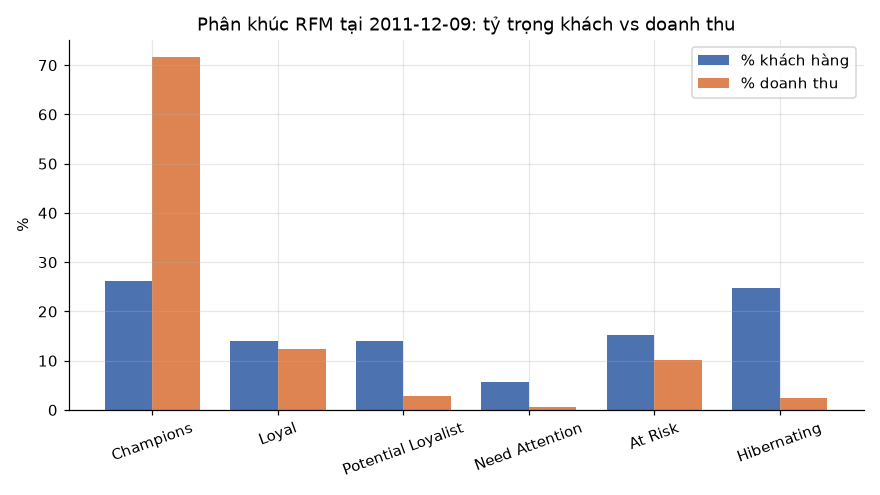 Phân khúc RFM tại 2011-12-09: tỷ trọng khách vs doanh thu
% khách hàng
% doanh thu
%
70
60
50
40
30
20
10
0
Champions
Loyal
Potential Loyalist
Need Attention
At Risk
Hibernating